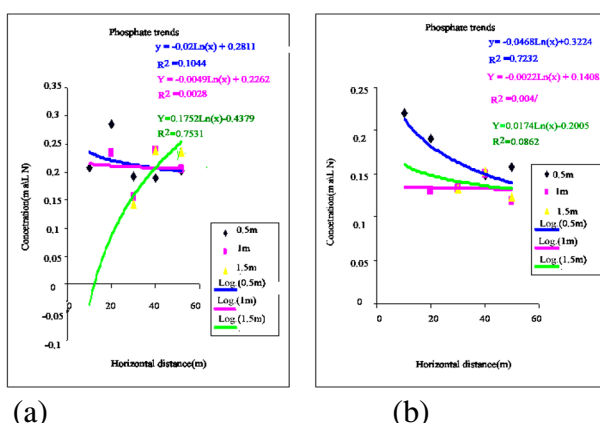 Phosphate trends
y = -0.02Ln(x) + 0,2811
R2 = 0.1044
Y = -0.0049Ln(x) + 0.2262
R2 = 0.0028
Y=0.1752Ln(x)-0.4379
R2= 0.7531
0,35
0,3
0,25
0,2
0,15
0,1
0,05
0
-0,05
-0,1
0
20
40
60
Concetration(m ai.L N)
0,5m
1m
1,5m
Log.(0,5m)
Log.(1m)
Log.(1,5m)
Horizontal distance(m)
(a)
Phosphate trends
y=-0.0468Ln(x)+0.3224
R2 = 0.7232
Y = -0.0022Ln(x) + 0.1408
R2 = 0.004/
Y=0.0174Ln(x)-0.2005
R2=0.0862
0,25
0,2
0,15
0,1
0,05
0
0
20
40
60
Concetration(m ai.L N)
0.5m
1m
1,5m
Log.(0,5m)
Log.(1m)
Log.(1,5m)
Horizontal distance(m)
(b)